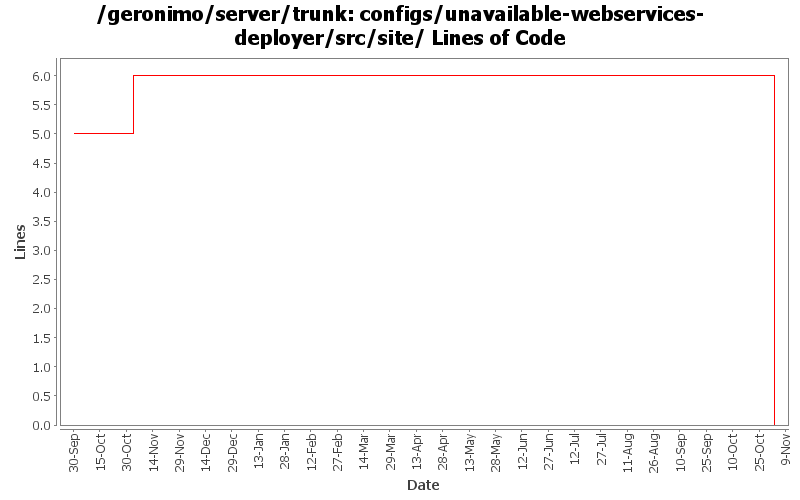 /geronimo/server/trunk: configs/unavailable-webservices-
deployer/src/site/ Lines of Code
6.0
5.5
5.0
4.5
4.0
3.5
3.0
2.5
2.0
1.5
1.0
0.5
0.0
Lines
30-Sep
15-Oct
30-Oct
14-Nov
29-Nov
14-Dec
29-Dec
13-Jan
28-Jan
12-Feb
27-Feb
14-Mar
29-Mar
13-Apr
28-Apr
13-May
28-May
12-Jun
27-Jun
12-Jul
27-Jul
11-Aug
26-Aug
10-Sep
25-Sep
10-Oct
25-Oct
9-Nov
Date